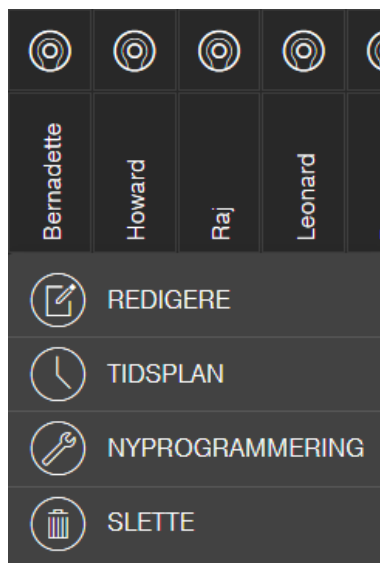 Bernadette
Howard
Raj
Leonard
REDIGERE
TIDSPLAN
NYPROGRAMMERING
SLETTE